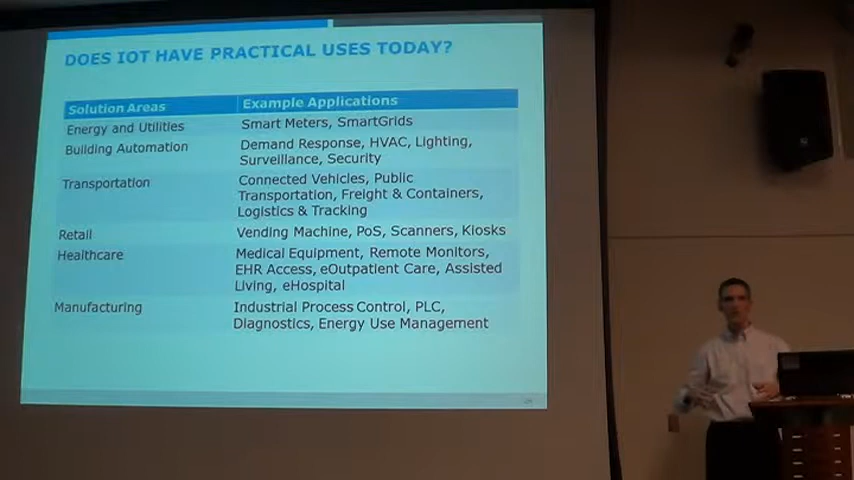 DOES IOT HAVE PRACTICAL USES TODAY?
Solution Areas Example Applications
Energy and Utilities Smart Meters, SmartGrids
Building Automation Demand Response, HVAC, Lighting,
Surveillance, Security
Transportation Connected Vehicles, Public
Transportation, Freight & Containers,
Logistics & Tracking
Retail Vending Machine, PoS, Scanners, Kiosks
Healthcare Medical Equipment, Remote Monitors,
EHR Access, eOutpatient Care, Assisted
Living, eHospital
Manufacturing Industrial Process Control, PLC,
Diagnostics, Energy Use Management